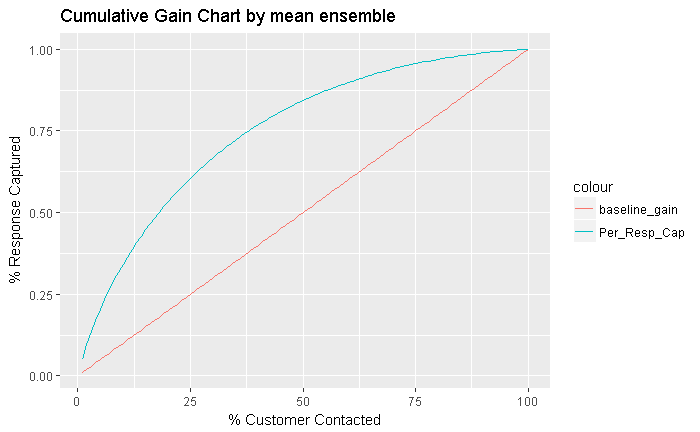 Cumulative Gain Chart by mean ensemble
% Response Captured
1.00
0.75
0.50
0.25
0.00
0
25
50
75
100
% Customer Contacted
colour
baseline_gain
Per_Resp_Cap